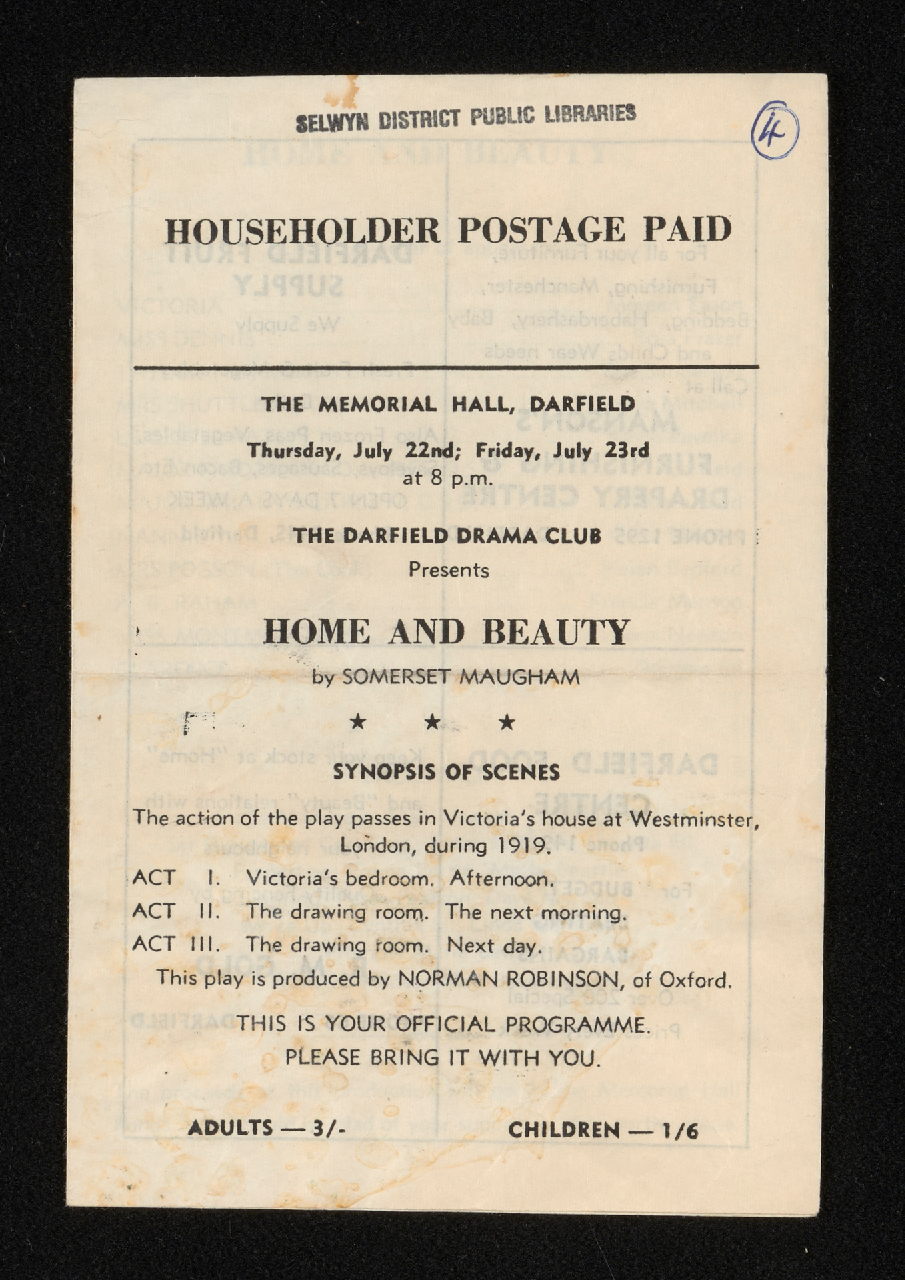 SELWYN DISTRICT PUBLIC LIBRARIES
4
HOUSEHOLDER POSTAGE PAID
THE MEMORIAL HALL, DARFIELD
Thursday, July 22nd; Friday, July 23rd
at 8 p.m.
THE DARFIELD DRAMA CLUB
Presents
HOME AND BEAUTY
by SOMERSET MAUGHAM
★ ★ ★
SYNOPSIS OF SCENES
The action of the play passes in Victoria's house at Westminster,
London, during 1919.
ACT I. Victoria's bedroom. Afternoon.
ACT II. The drawing room. The next morning.
ACT III. The drawing room. Next day.
This play is produced by NORMAN ROBINSON, of Oxford.
THIS IS YOUR OFFICIAL PROGRAMME.
PLEASE BRING IT WITH YOU.
ADULTS — 3/- CHILDREN — 1/6